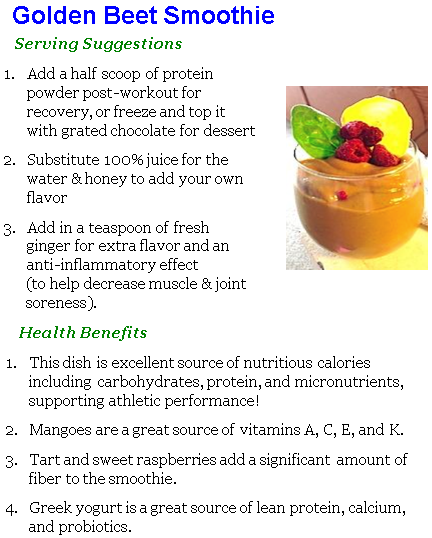 Golden Beet Smoothie
Serving Suggestions
1. Add a half scoop of protein
powder post-workout for
recovery, or freeze and top it
with grated chocolate for dessert
2. Substitute 100% juice for the
water & honey to add your own
flavor
3. Add in a teaspoon of fresh
ginger for extra flavor and an
anti-inflammatory effect
(to help decrease muscle & joint
soreness).
Health Benefits
1. This dish is excellent source of nutritious calories
including carbohydrates, protein, and micronutrients,
supporting athletic performance!
2. Mangoes are a great source of vitamins A, C, E, and K.
3. Tart and sweet raspberries add a significant amount of
fiber to the smoothie.
4. Greek yogurt is a great source of lean protein, calcium,
and probiotics.